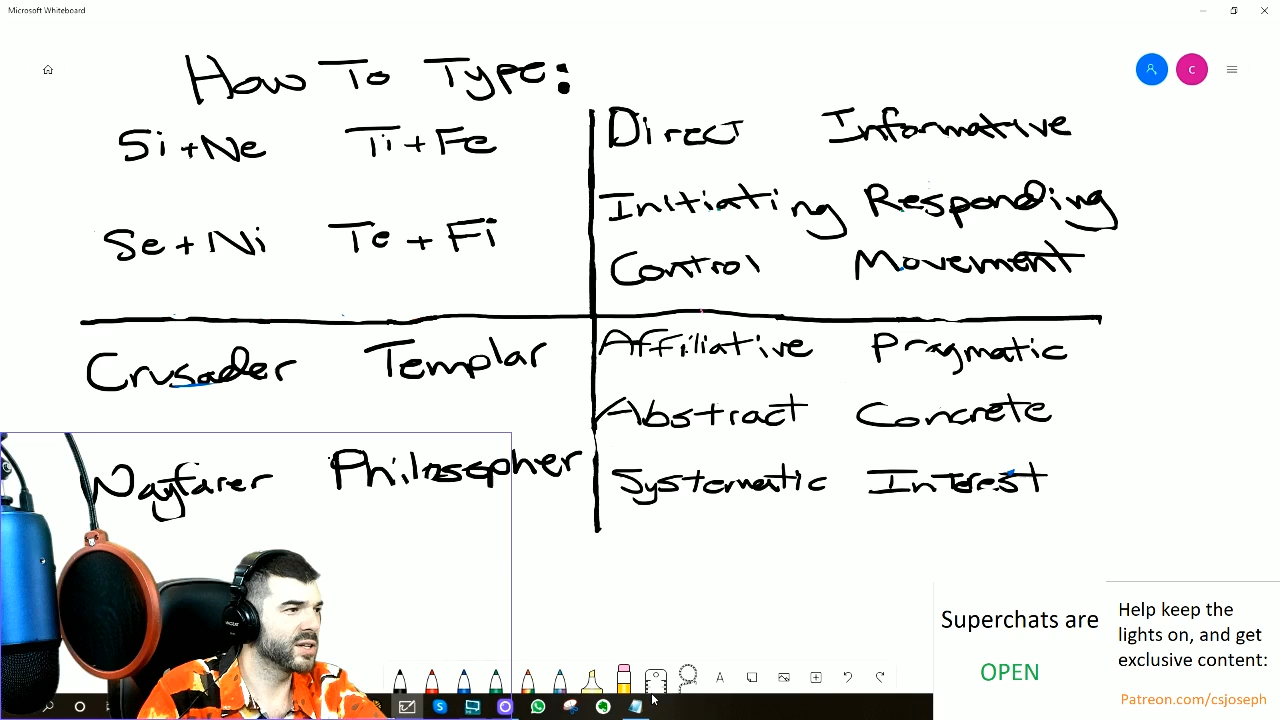 Microsoft Whiteboard
How To Type:
Si + Ne Ti + Fe
Se + Ni Te + Fi
Direct Informative
Initiating Responding
Control Movement
Crusader Templar
Wayfarer Philosopher
Affiliative Pragmatic
Abstract Concrete
Systematic Interest
C
A
Superchats are
OPEN
Help keep the
lights on, and get
exclusive content:
Patreon.com/csjoseph